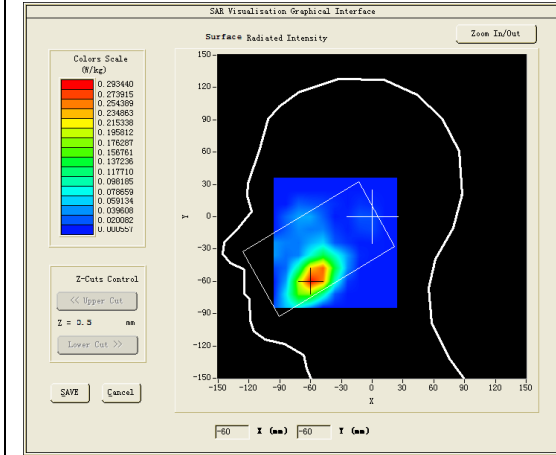 SAR Visualisation Graphical Interface
Surface Radiated Intensity
Zoom In/Out
Colors Scale
(W/kg)
0.293440
0.273915
0.254389
0.234863
0.215338
0.195812
0.176287
0.156761
0.137236
0.117710
0.098185
0.078659
0.059134
0.039608
0.020082
0.000557
150
120
90
60
30
0
-30
-60
-90
-120
-150
Y
-150 -120 -90 -60 -30 0 30 60 90 120 150
X
Z-Cuts Control
<< Upper Cut
Z = 0.5 mm
Lower Cut >>
SAVE Cancel
-60 X (mm) -60 Y (mm)